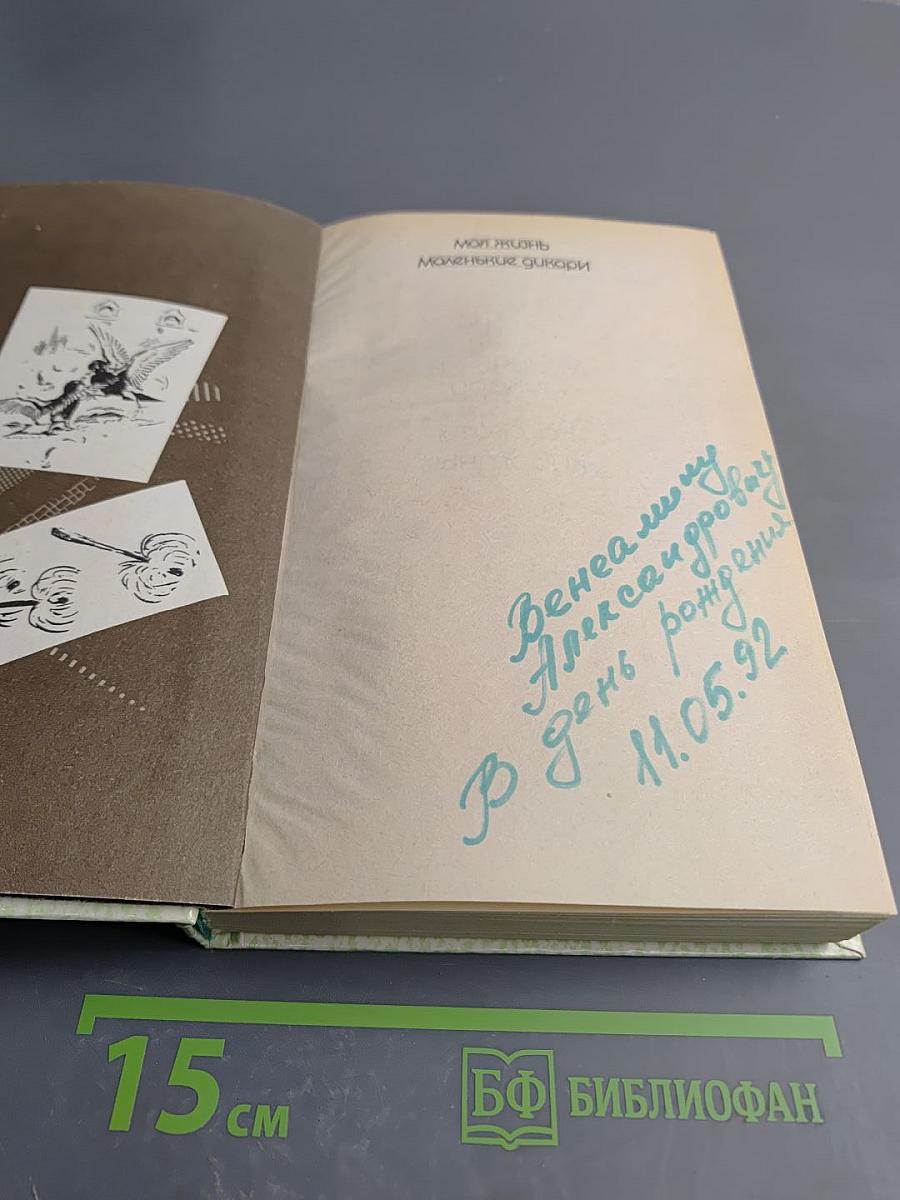 Моя жизнь
Маленькие дикари
Венеамину
Александровичу
В день рождения
11.05.92
15 см
БФ БИБЛИОФАН